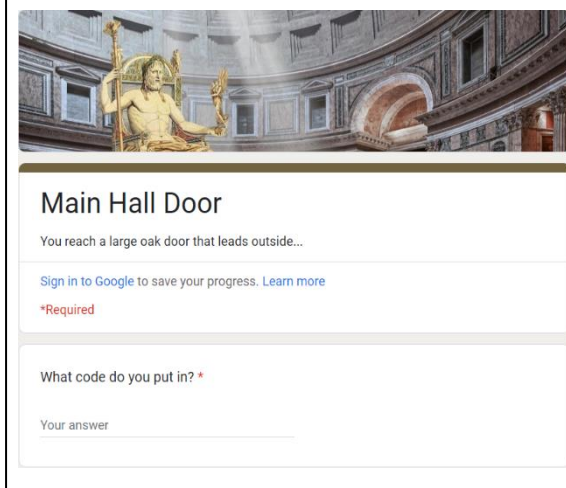 Main Hall Door
You reach a large oak door that leads outside...
Sign in to Google to save your progress. Learn more
*Required
What code do you put in? *
Your answer